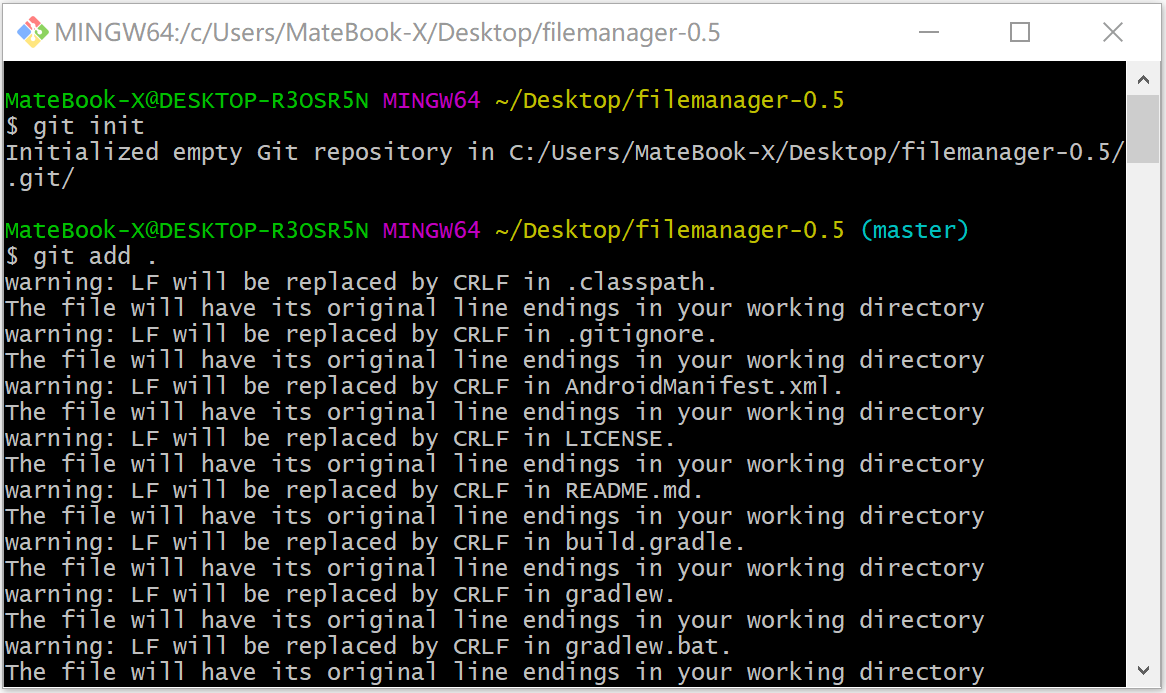 MINGW64:/c/Users/MateBook-X/Desktop/filemanager-0.5
MateBook-X@DESKTOP-R3OSR5N MINGW64 ~/Desktop/filemanager-0.5
$ git init
Initialized empty Git repository in C:/Users/MateBook-X/Desktop/filemanager-0.5/
.git/
MateBook-X@DESKTOP-R3OSR5N MINGW64 ~/Desktop/filemanager-0.5 (master)
$ git add .
warning: LF will be replaced by CRLF in .classpath.
The file will have its original line endings in your working directory
warning: LF will be replaced by CRLF in .gitignore.
The file will have its original line endings in your working directory
warning: LF will be replaced by CRLF in AndroidManifest.xml.
The file will have its original line endings in your working directory
warning: LF will be replaced by CRLF in LICENSE.
The file will have its original line endings in your working directory
warning: LF will be replaced by CRLF in README.md.
The file will have its original line endings in your working directory
warning: LF will be replaced by CRLF in build.gradle.
The file will have its original line endings in your working directory
warning: LF will be replaced by CRLF in gradlew.
The file will have its original line endings in your working directory
warning: LF will be replaced by CRLF in gradlew.bat.
The file will have its original line endings in your working directory